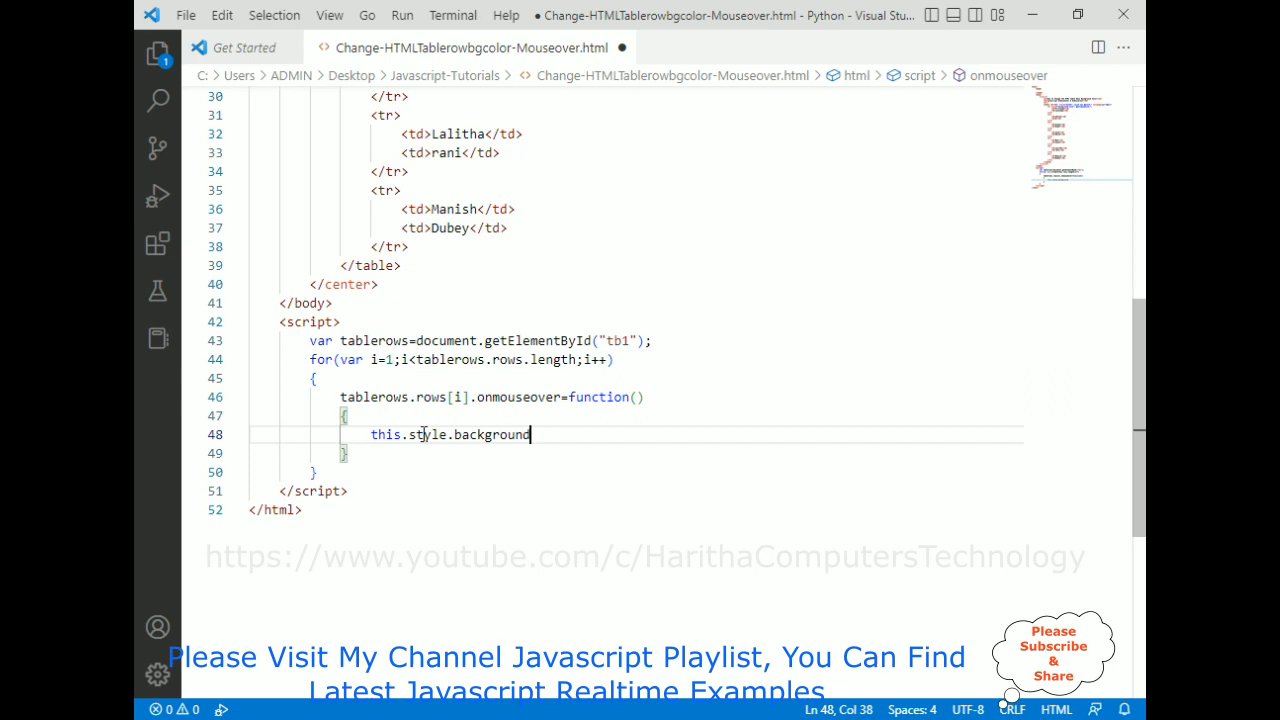 File Edit Selection View Go Run Terminal Help ● Change-HTMLTablerowbgcolor-Mouseover.html - Python - Visual Stu...
Get Started <> Change-HTMLTablerowbgcolor-Mouseover.html ●
C: > Users > ADMIN > Desktop > Javascript-Tutorials > <> Change-HTMLTablerowbgcolor-Mouseover.html > html > script > onmouseover
1
30 </tr>
31 <tr>
32 <td>Lalitha</td>
33 <td>rani</td>
34 </tr>
35 <tr>
36 <td>Manish</td>
37 <td>Dubey</td>
38 </tr>
39 </table>
40 </center>
41 </body>
42 <script>
43 var tablerows=document.getElementById("tb1");
44 for(var i=1;i<tablerows.rows.length;i++)
45 {
46 tablerows.rows[i].onmouseover=function()
47 {
48 this.style.background
49 }
50 }
51 </script>
52 </html>
https://www.youtube.com/c/HarithaComputersTechnology
Please
Subscribe
&
Share
Please Visit My Channel Javascript Playlist, You Can Find
Latest Javascript Realtime Examples
0 0 Ln 48, Col 38 Spaces: 4 UTF-8 CRLF HTML